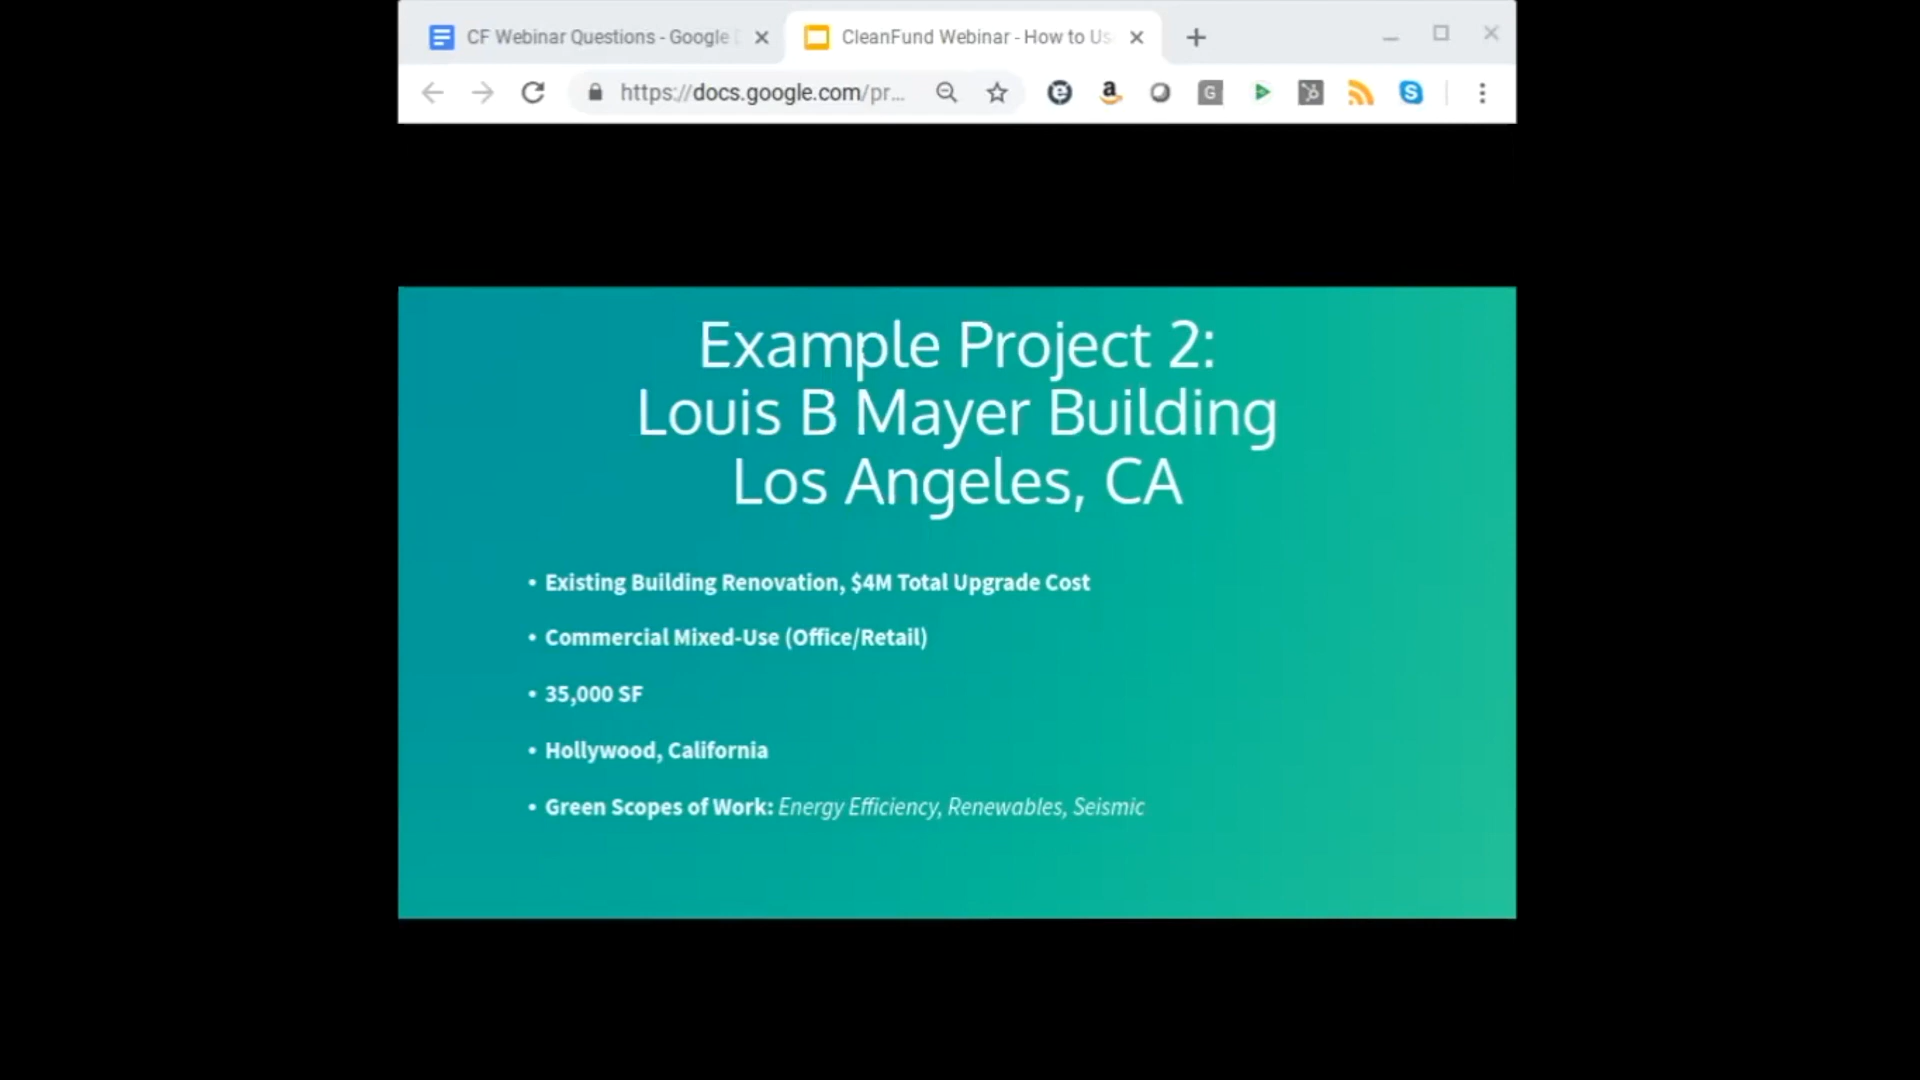 CF Webinar Questions - Google
CleanFund Webinar - How to Us
https://docs.google.com/pr...
Example Project 2:
Louis B Mayer Building
Los Angeles, CA
• Existing Building Renovation, $4M Total Upgrade Cost
• Commercial Mixed-Use (Office/Retail)
• 35,000 SF
• Hollywood, California
• Green Scopes of Work: Energy Efficiency, Renewables, Seismic